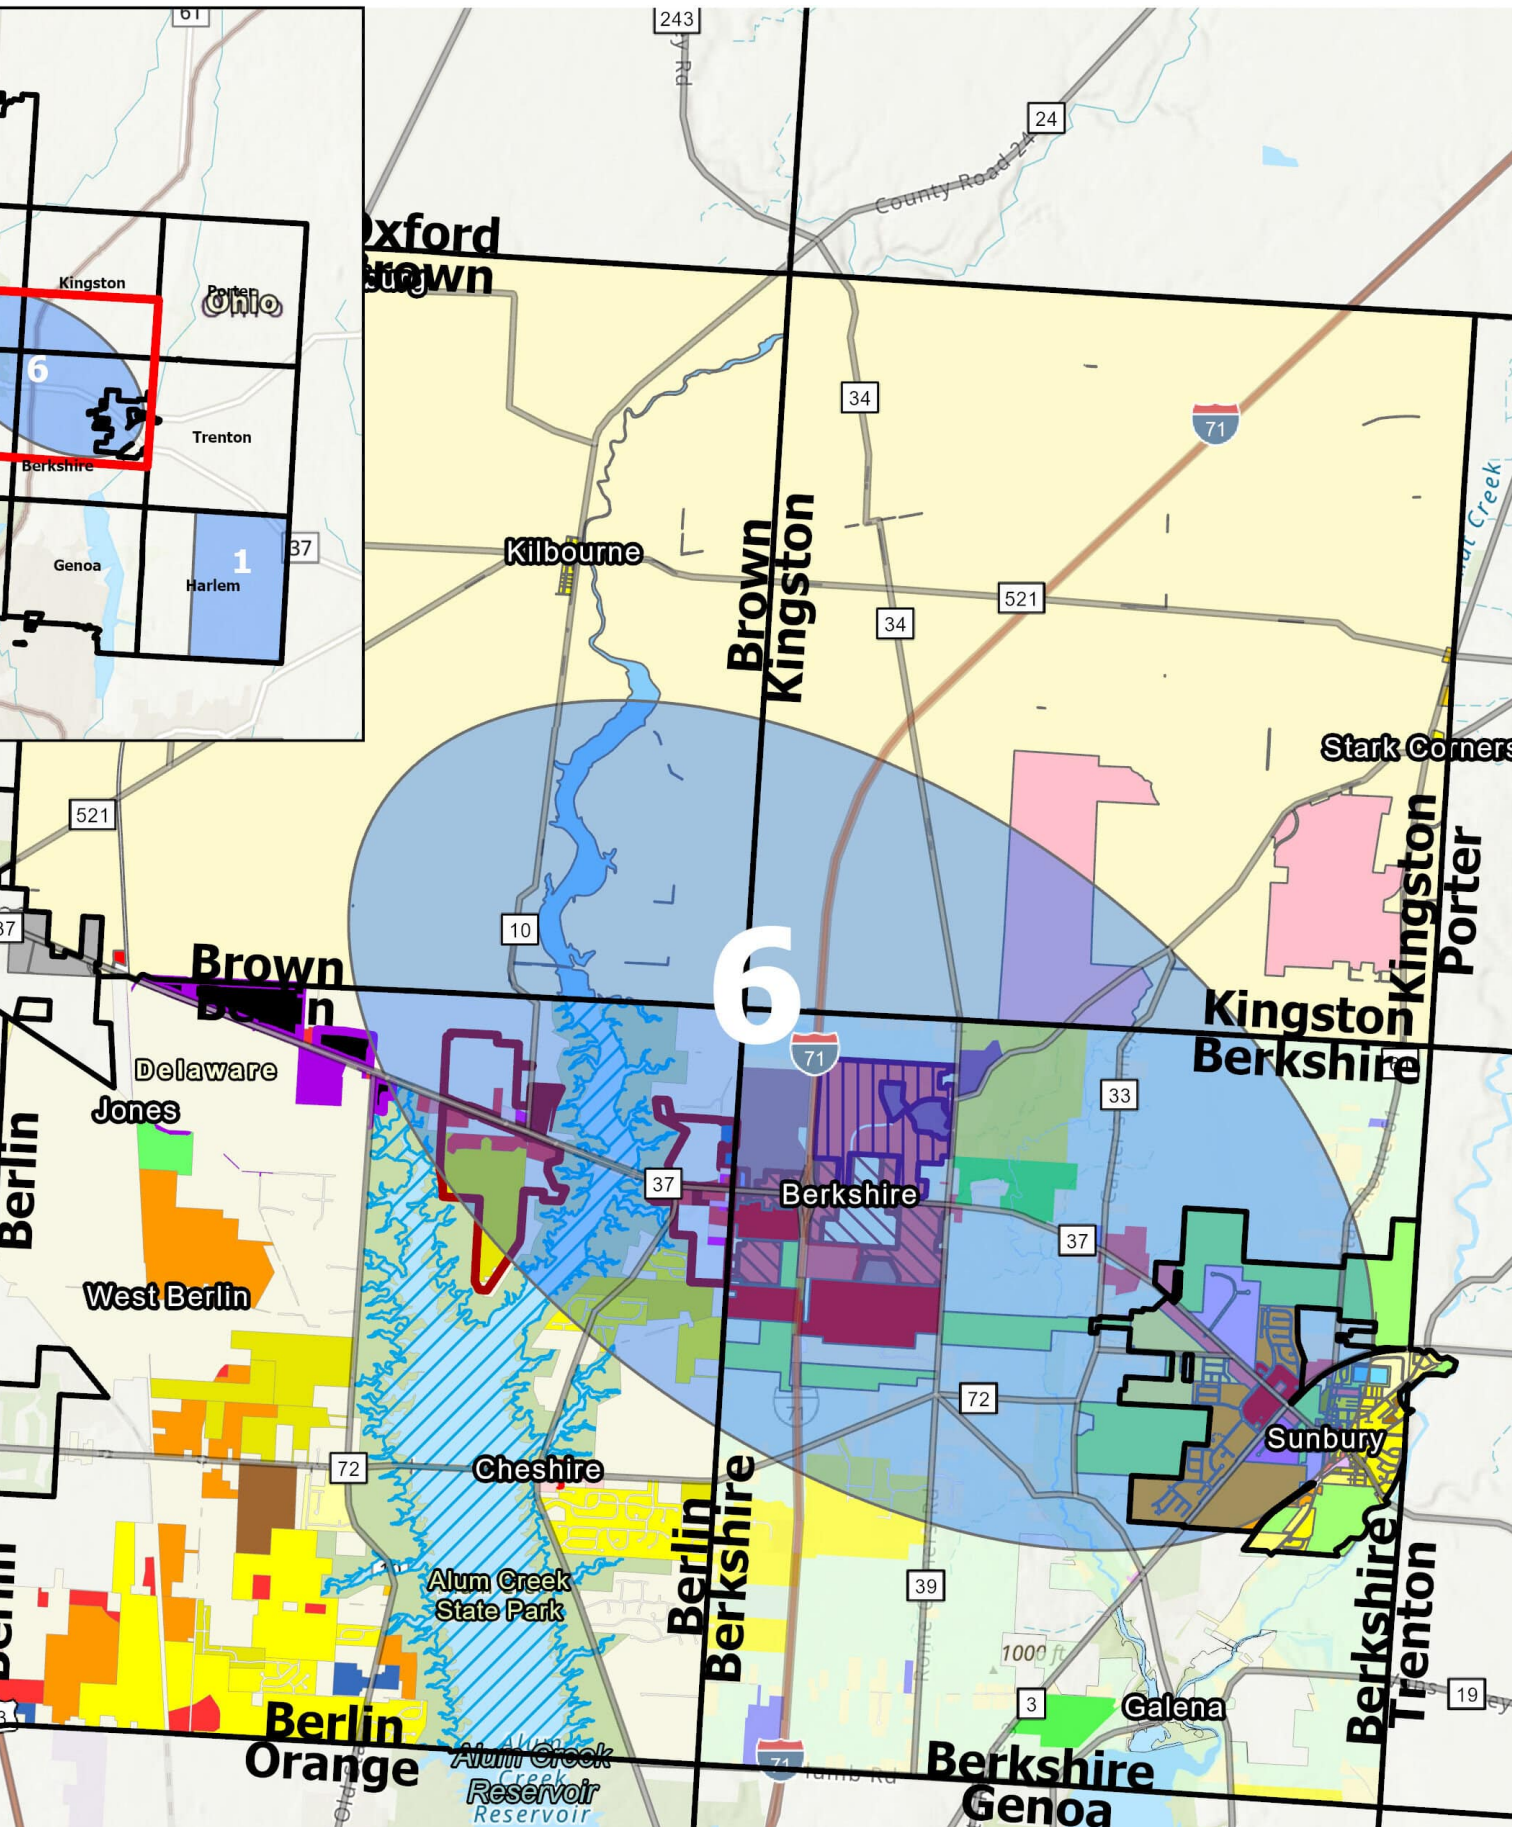 61
243
24
County Road 24
Oxford
Brown
Kingston
Porter
Ohio
6
34
71
Trenton
Berkshire
Brown
Kingston
Kilbourne
37
Genoa
1
Harlem
521
34
Stark Corners
521
Kingston
Porter
10
37
Brown
Berlin
6
Kingston
Berkshire
71
Delaware
33
Jones
Berlin
37
Berkshire
37
West Berlin
72
Sunbury
72
Cheshire
Berlin
Berkshire
Alum Creek
State Park
39
Berkshire
Trenton
1000 ft
3
Galena
19
Berlin
Orange
Alum Creek
Reservoir
Creek
Reservoir
71
Berkshire
Genoa